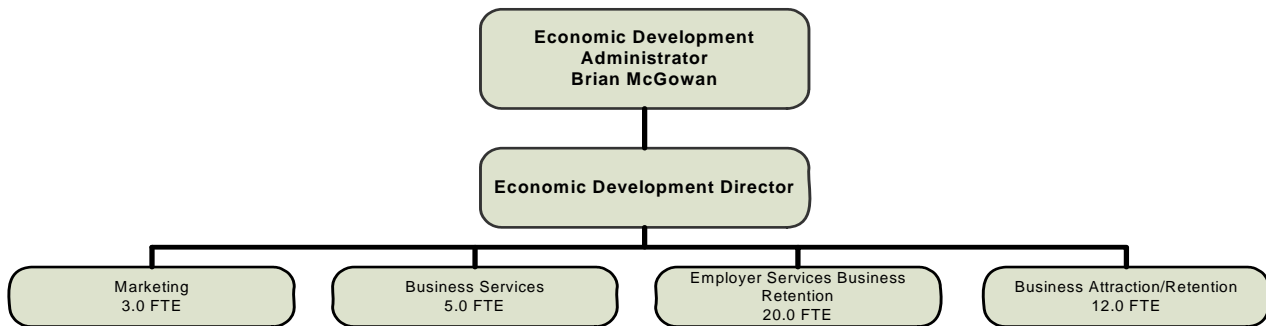 Economic Development
Administrator
Brian McGowan
Economic Development Director
Marketing
3.0 FTE
Business Services
5.0 FTE
Employer Services Business
Retention
20.0 FTE
Business Attraction/Retention
12.0 FTE